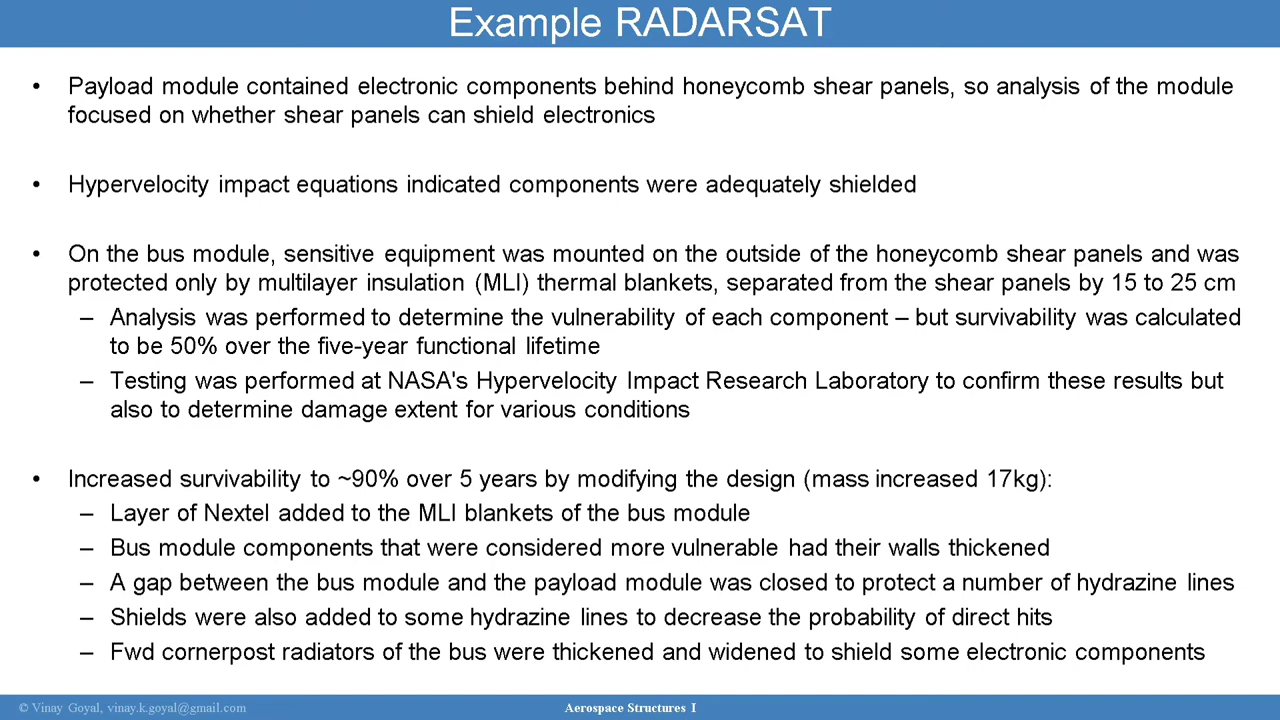 Example RADARSAT
• Payload module contained electronic components behind honeycomb shear panels, so analysis of the module
focused on whether shear panels can shield electronics
• Hypervelocity impact equations indicated components were adequately shielded
• On the bus module, sensitive equipment was mounted on the outside of the honeycomb shear panels and was
protected only by multilayer insulation (MLI) thermal blankets, separated from the shear panels by 15 to 25 cm
– Analysis was performed to determine the vulnerability of each component – but survivability was calculated
to be 50% over the five-year functional lifetime
– Testing was performed at NASA's Hypervelocity Impact Research Laboratory to confirm these results but
also to determine damage extent for various conditions
• Increased survivability to ~90% over 5 years by modifying the design (mass increased 17kg):
– Layer of Nextel added to the MLI blankets of the bus module
– Bus module components that were considered more vulnerable had their walls thickened
– A gap between the bus module and the payload module was closed to protect a number of hydrazine lines
– Shields were also added to some hydrazine lines to decrease the probability of direct hits
– Fwd cornerpost radiators of the bus were thickened and widened to shield some electronic components
© Vinay Goyal, vinay.k.goyal@gmail.com
Aerospace Structures I